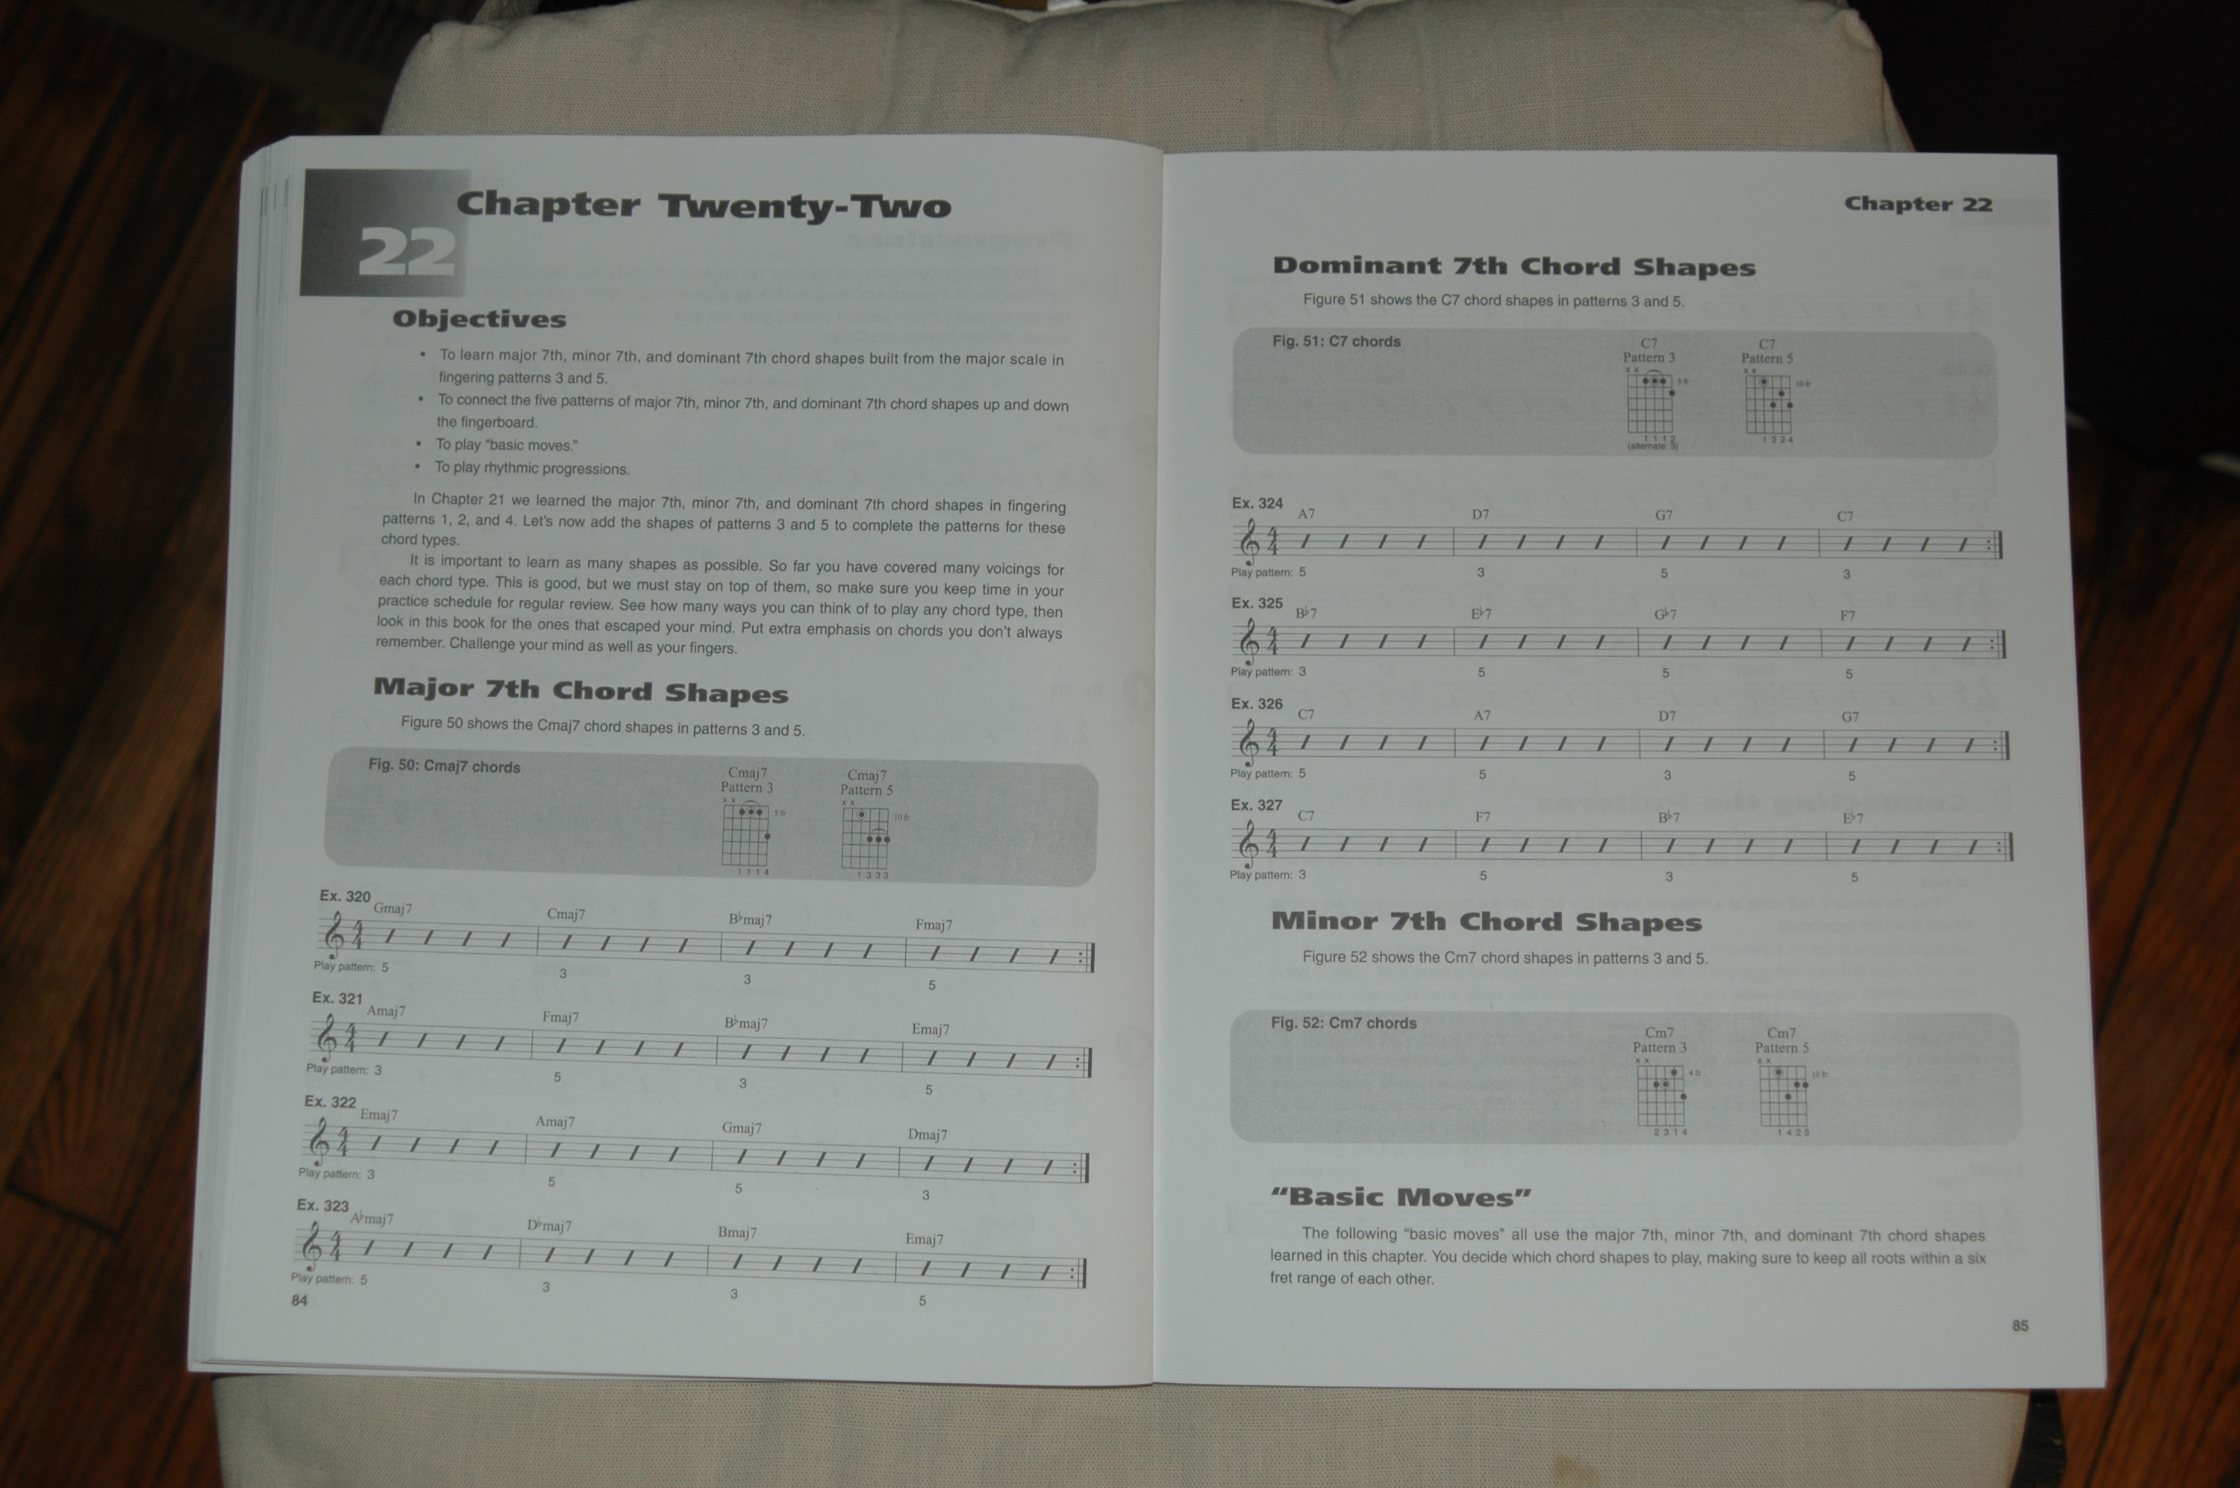 22
Chapter Twenty-Two
Objectives
• To learn major 7th, minor 7th, and dominant 7th chord shapes built from the major scale in
fingering patterns 3 and 5.
• To connect the five patterns of major 7th, minor 7th, and dominant 7th chord shapes up and down
the fingerboard.
• To play "basic moves."
• To play rhythmic progressions.
In Chapter 21 we learned the major 7th, minor 7th, and dominant 7th chord shapes in fingering
patterns 1, 2, and 4. Let's now add the shapes of patterns 3 and 5 to complete the patterns for these
chord types.
It is important to learn as many shapes as possible. So far you have covered many voicings for
each chord type. This is good, but we must stay on top of them, so make sure you keep time in your
practice schedule for regular review. See how many ways you can think of to play any chord type, then
look in this book for the ones that escaped your mind. Put extra emphasis on chords you don't always
remember. Challenge your mind as well as your fingers.
Major 7th Chord Shapes
Figure 50 shows the Cmaj7 chord shapes in patterns 3 and 5.
Fig. 50: Cmaj7 chords
Cmaj7 Cmaj7
Pattern 3 Pattern 5
x x x x
5 fr 10 fr
1 1 1 4 1 3 3 3
Ex. 320
Gmaj7 Cmaj7 B♭maj7 Fmaj7
4
4
Play pattern: 5 3 3 5
Ex. 321
Amaj7 Fmaj7 B♭maj7 Emaj7
4
4
Play pattern: 3 5 3 5
Ex. 322
Emaj7 Amaj7 Gmaj7 Dmaj7
4
4
Play pattern: 3 5 5 3
Ex. 323
A♭maj7 D♭maj7 Bmaj7 Emaj7
4
4
Play pattern: 5 3 3 5
84
Chapter 22
Dominant 7th Chord Shapes
Figure 51 shows the C7 chord shapes in patterns 3 and 5.
Fig. 51: C7 chords
C7 C7
Pattern 3 Pattern 5
x x x x
5 fr 10 fr
1 1 1 2 1 3 2 4
(alternate: 3)
Ex. 324
A7 D7 G7 C7
4
4
Play pattern: 5 3 5 3
Ex. 325
B♭7 E♭7 G♭7 F7
4
4
Play pattern: 3 5 5 5
Ex. 326
C7 A7 D7 G7
4
4
Play pattern: 5 5 3 5
Ex. 327
C7 F7 B♭7 E♭7
4
4
Play pattern: 3 5 3 5
Minor 7th Chord Shapes
Figure 52 shows the Cm7 chord shapes in patterns 3 and 5.
Fig. 52: Cm7 chords
Cm7 Cm7
Pattern 3 Pattern 5
x x x x
4 fr 10 fr
2 3 1 4 1 4 2 3
"Basic Moves"
The following "basic moves" all use the major 7th, minor 7th, and dominant 7th chord shapes
learned in this chapter. You decide which chord shapes to play, making sure to keep all roots within a six
fret range of each other.
85